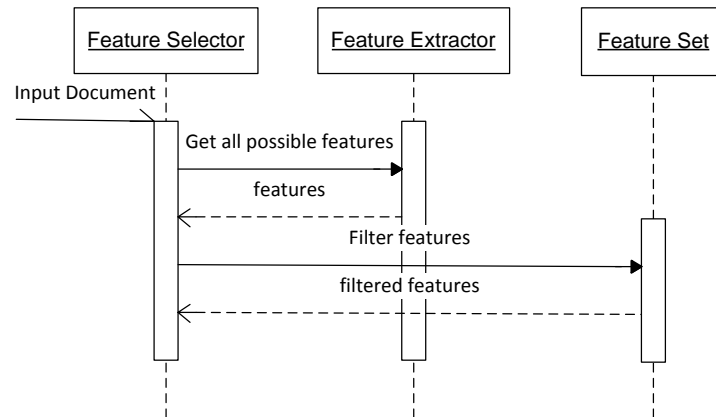 Feature Selector
Feature Extractor
Feature Set
Input Document
Get all possible features
features
Filter features
filtered features